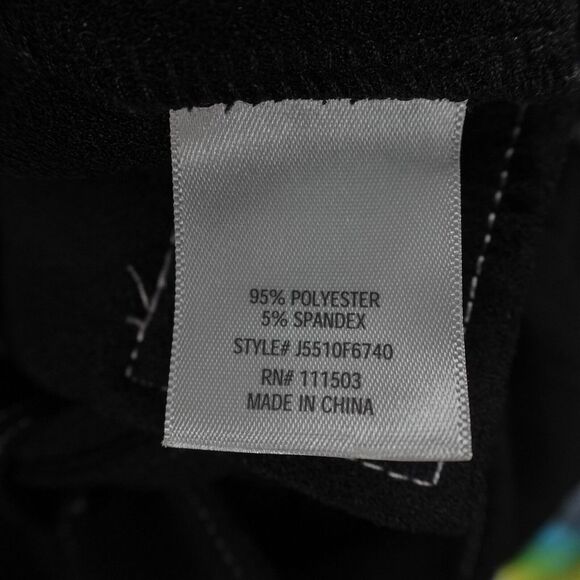 95% POLYESTER
5% SPANDEX
STYLE# J5510F6740
RN# 111503
MADE IN CHINA